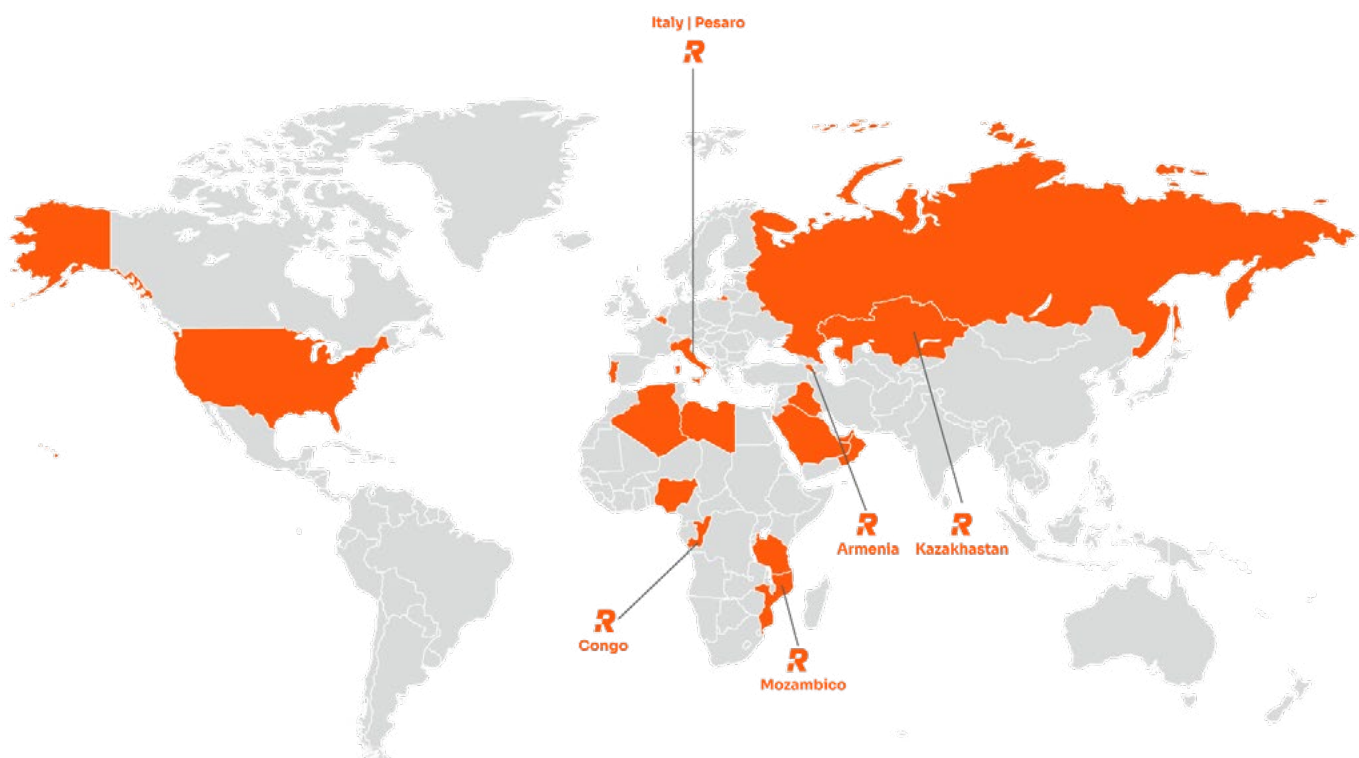 Italy | Pesaro
R
R
Armenia
R
Kazakhastan
R
Congo
R
Mozambico